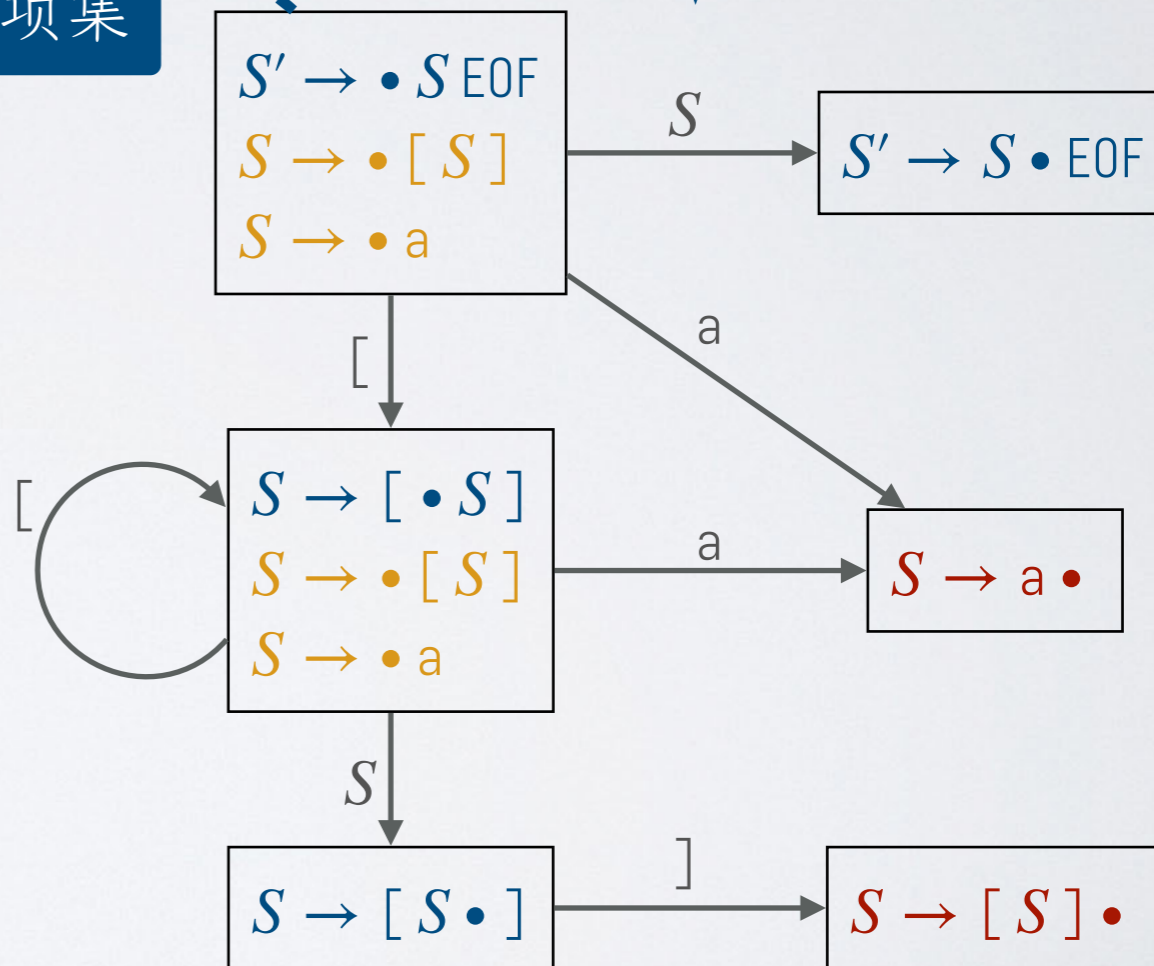 项集
S′ → • S EOF
S → • [ S ]
S → • a
S
S′ → S • EOF
a
[
[
S → [ • S ]
S → • [ S ]
S → • a
a
S → a •
S
S → [ S • ]
]
S → [ S ] •